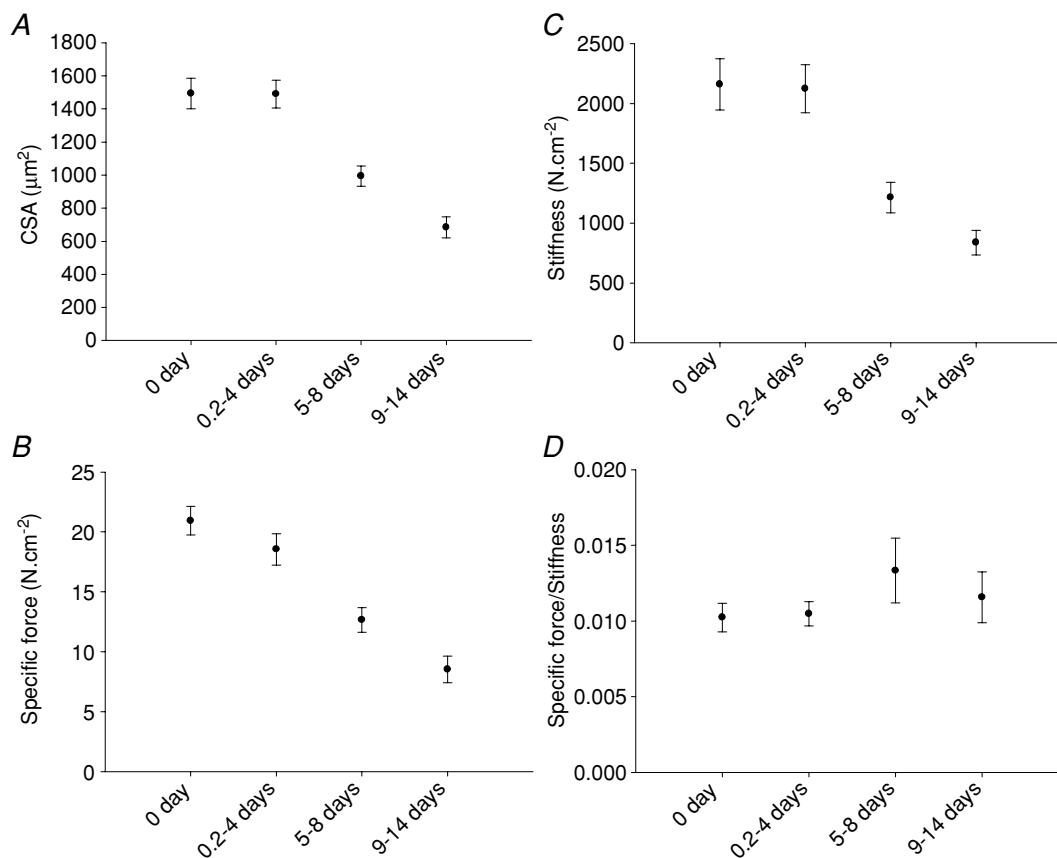 A
1800
1600
1400
1200
1000
800
600
400
200
0
CSA (μm²)
0 day
0.2-4 days
5-8 days
9-14 days
C
2500
2000
1500
1000
500
0
Stiffness (N.cm⁻²)
0 day
0.2-4 days
5-8 days
9-14 days
B
25
20
15
10
5
0
Specific force (N.cm⁻²)
0 day
0.2-4 days
5-8 days
9-14 days
D
0.020
0.015
0.010
0.005
0.000
Specific force/Stiffness
0 day
0.2-4 days
5-8 days
9-14 days